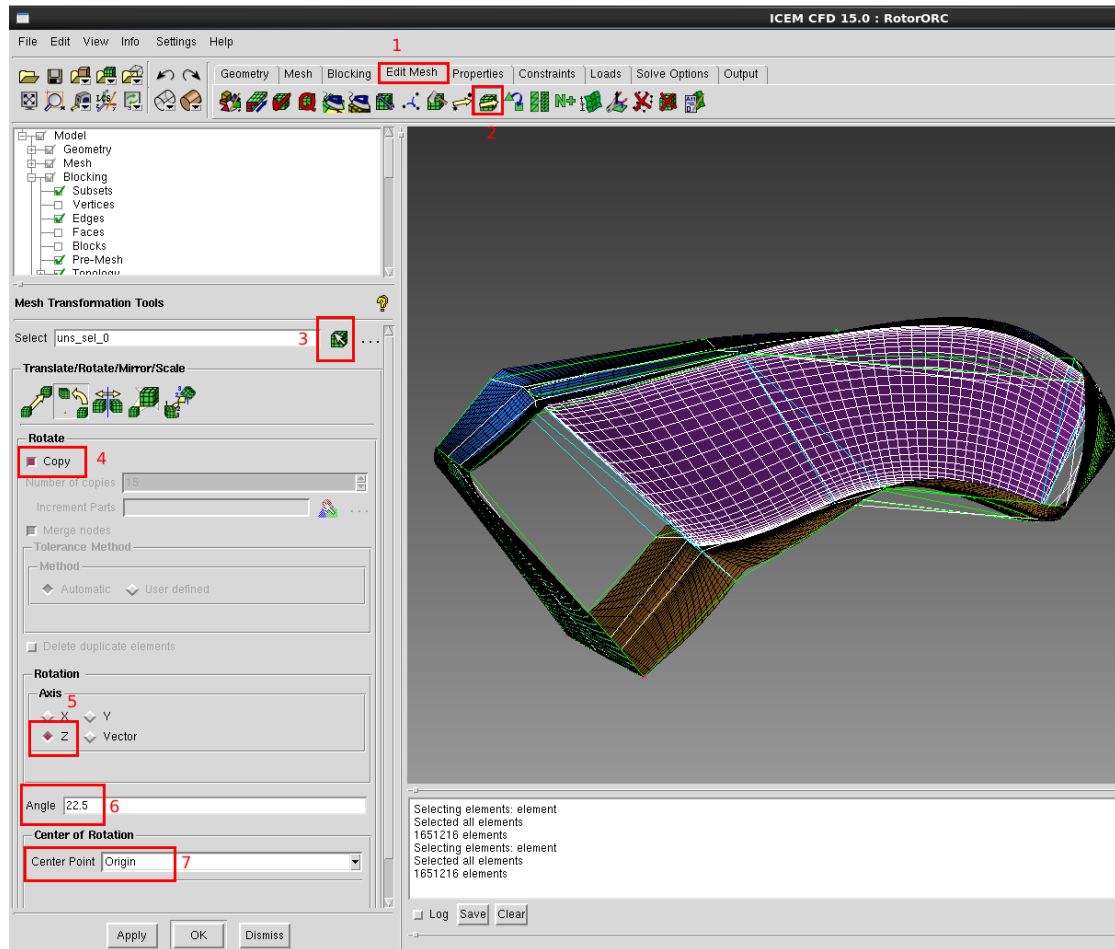 ICEM CFD 15.0 : RotorORC
File Edit View Info Settings Help
1
Geometry Mesh Blocking Edit Mesh Properties Constraints Loads Solve Options Output
2
Model
Geometry
Mesh
Blocking
Subsets
Vertices
Edges
Faces
Blocks
Pre-Mesh
Topology
Mesh Transformation Tools
Select uns_sel_0 3 ...
Translate/Rotate/Mirror/Scale
Rotate
Copy 4
Number of copies 15
Increment Parts ...
Merge nodes
Tolerance Method
Method
Automatic User defined
Delete duplicate elements
Rotation
Axis
5
X Y
Z Vector
Angle 22.5 6
Center of Rotation
Center Point Origin 7
Apply OK Dismiss
Selecting elements: element
Selected all elements
1651216 elements
Selecting elements: element
Selected all elements
1651216 elements
Log Save Clear